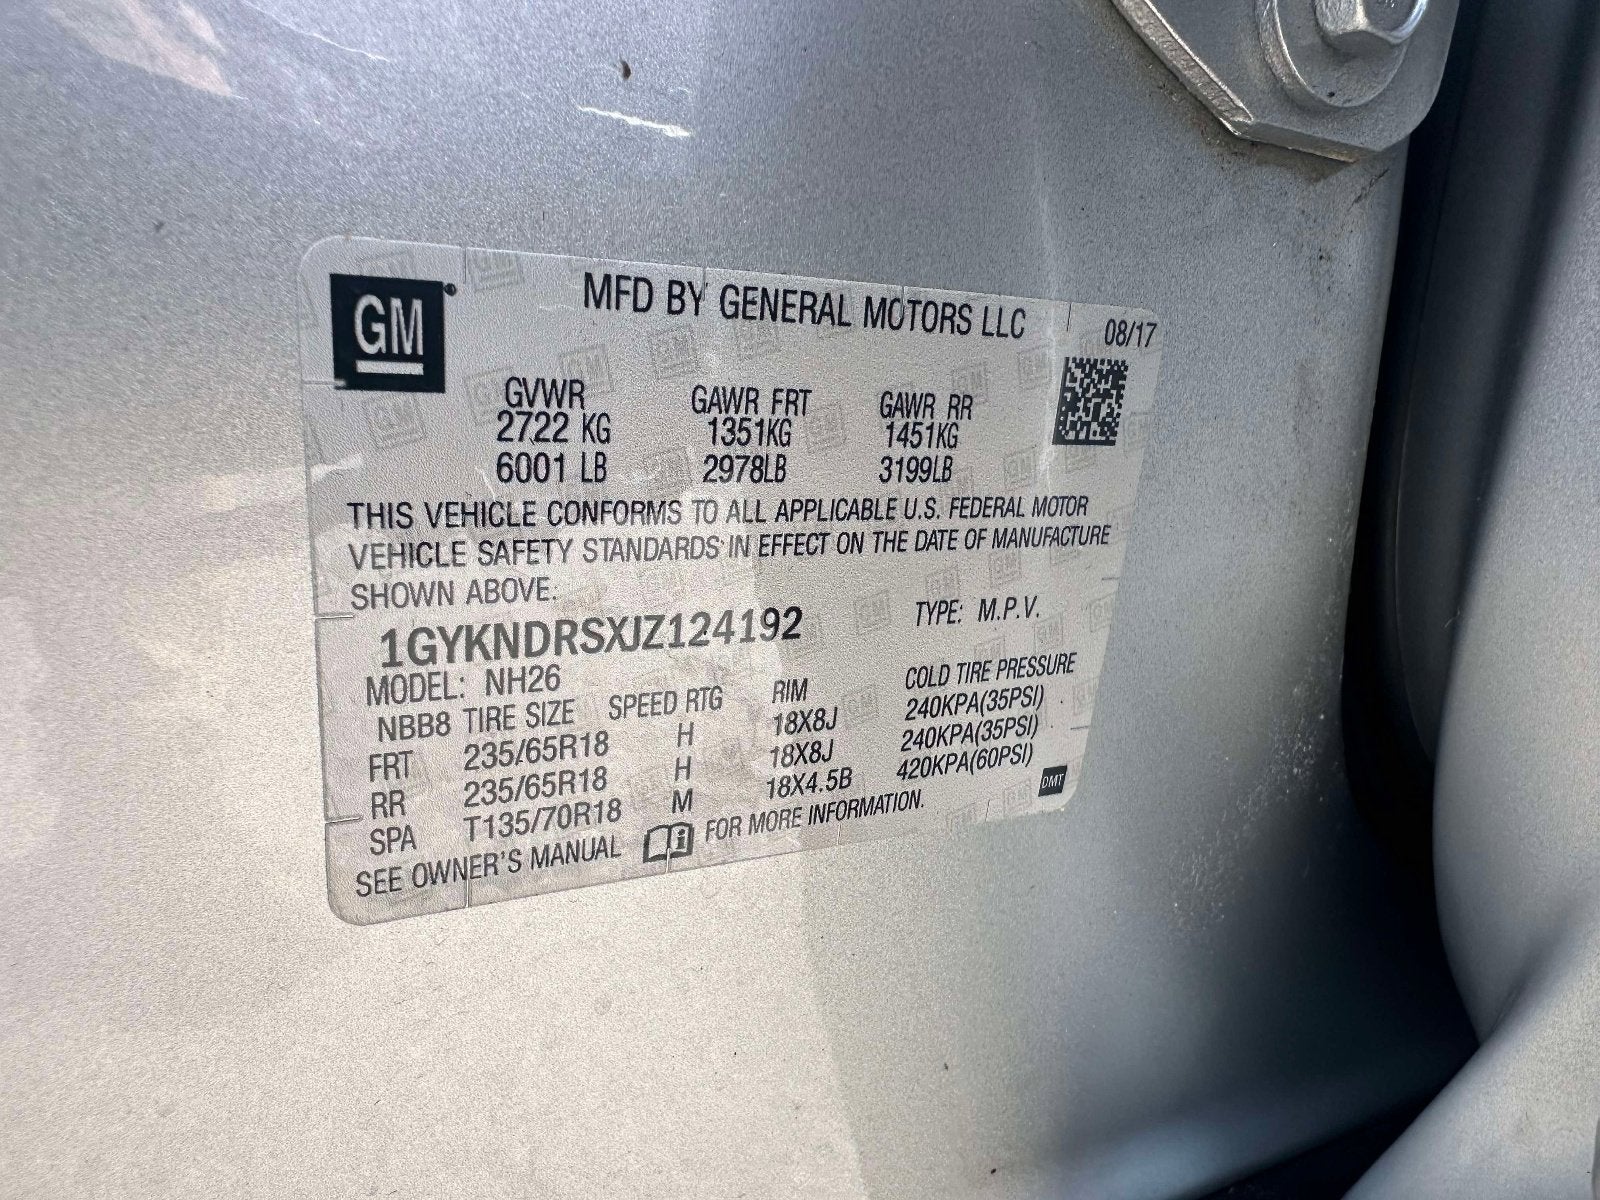 GM
MFD BY GENERAL MOTORS LLC
08/17
GVWR GAWR FRT GAWR RR
2722 KG 1351KG 1451KG
6001 LB 2978LB 3199LB
THIS VEHICLE CONFORMS TO ALL APPLICABLE U.S. FEDERAL MOTOR
VEHICLE SAFETY STANDARDS IN EFFECT ON THE DATE OF MANUFACTURE
SHOWN ABOVE.
1GYKNDRSXJZ124192 TYPE: M.P.V.
MODEL: NH26
NBB8 TIRE SIZE SPEED RTG RIM COLD TIRE PRESSURE
FRT 235/65R18 H 18X8J 240KPA(35PSI)
RR 235/65R18 H 18X8J 240KPA(35PSI)
SPA T135/70R18 M 18X4.5B 420KPA(60PSI)
SEE OWNER'S MANUAL i FOR MORE INFORMATION.
DMT